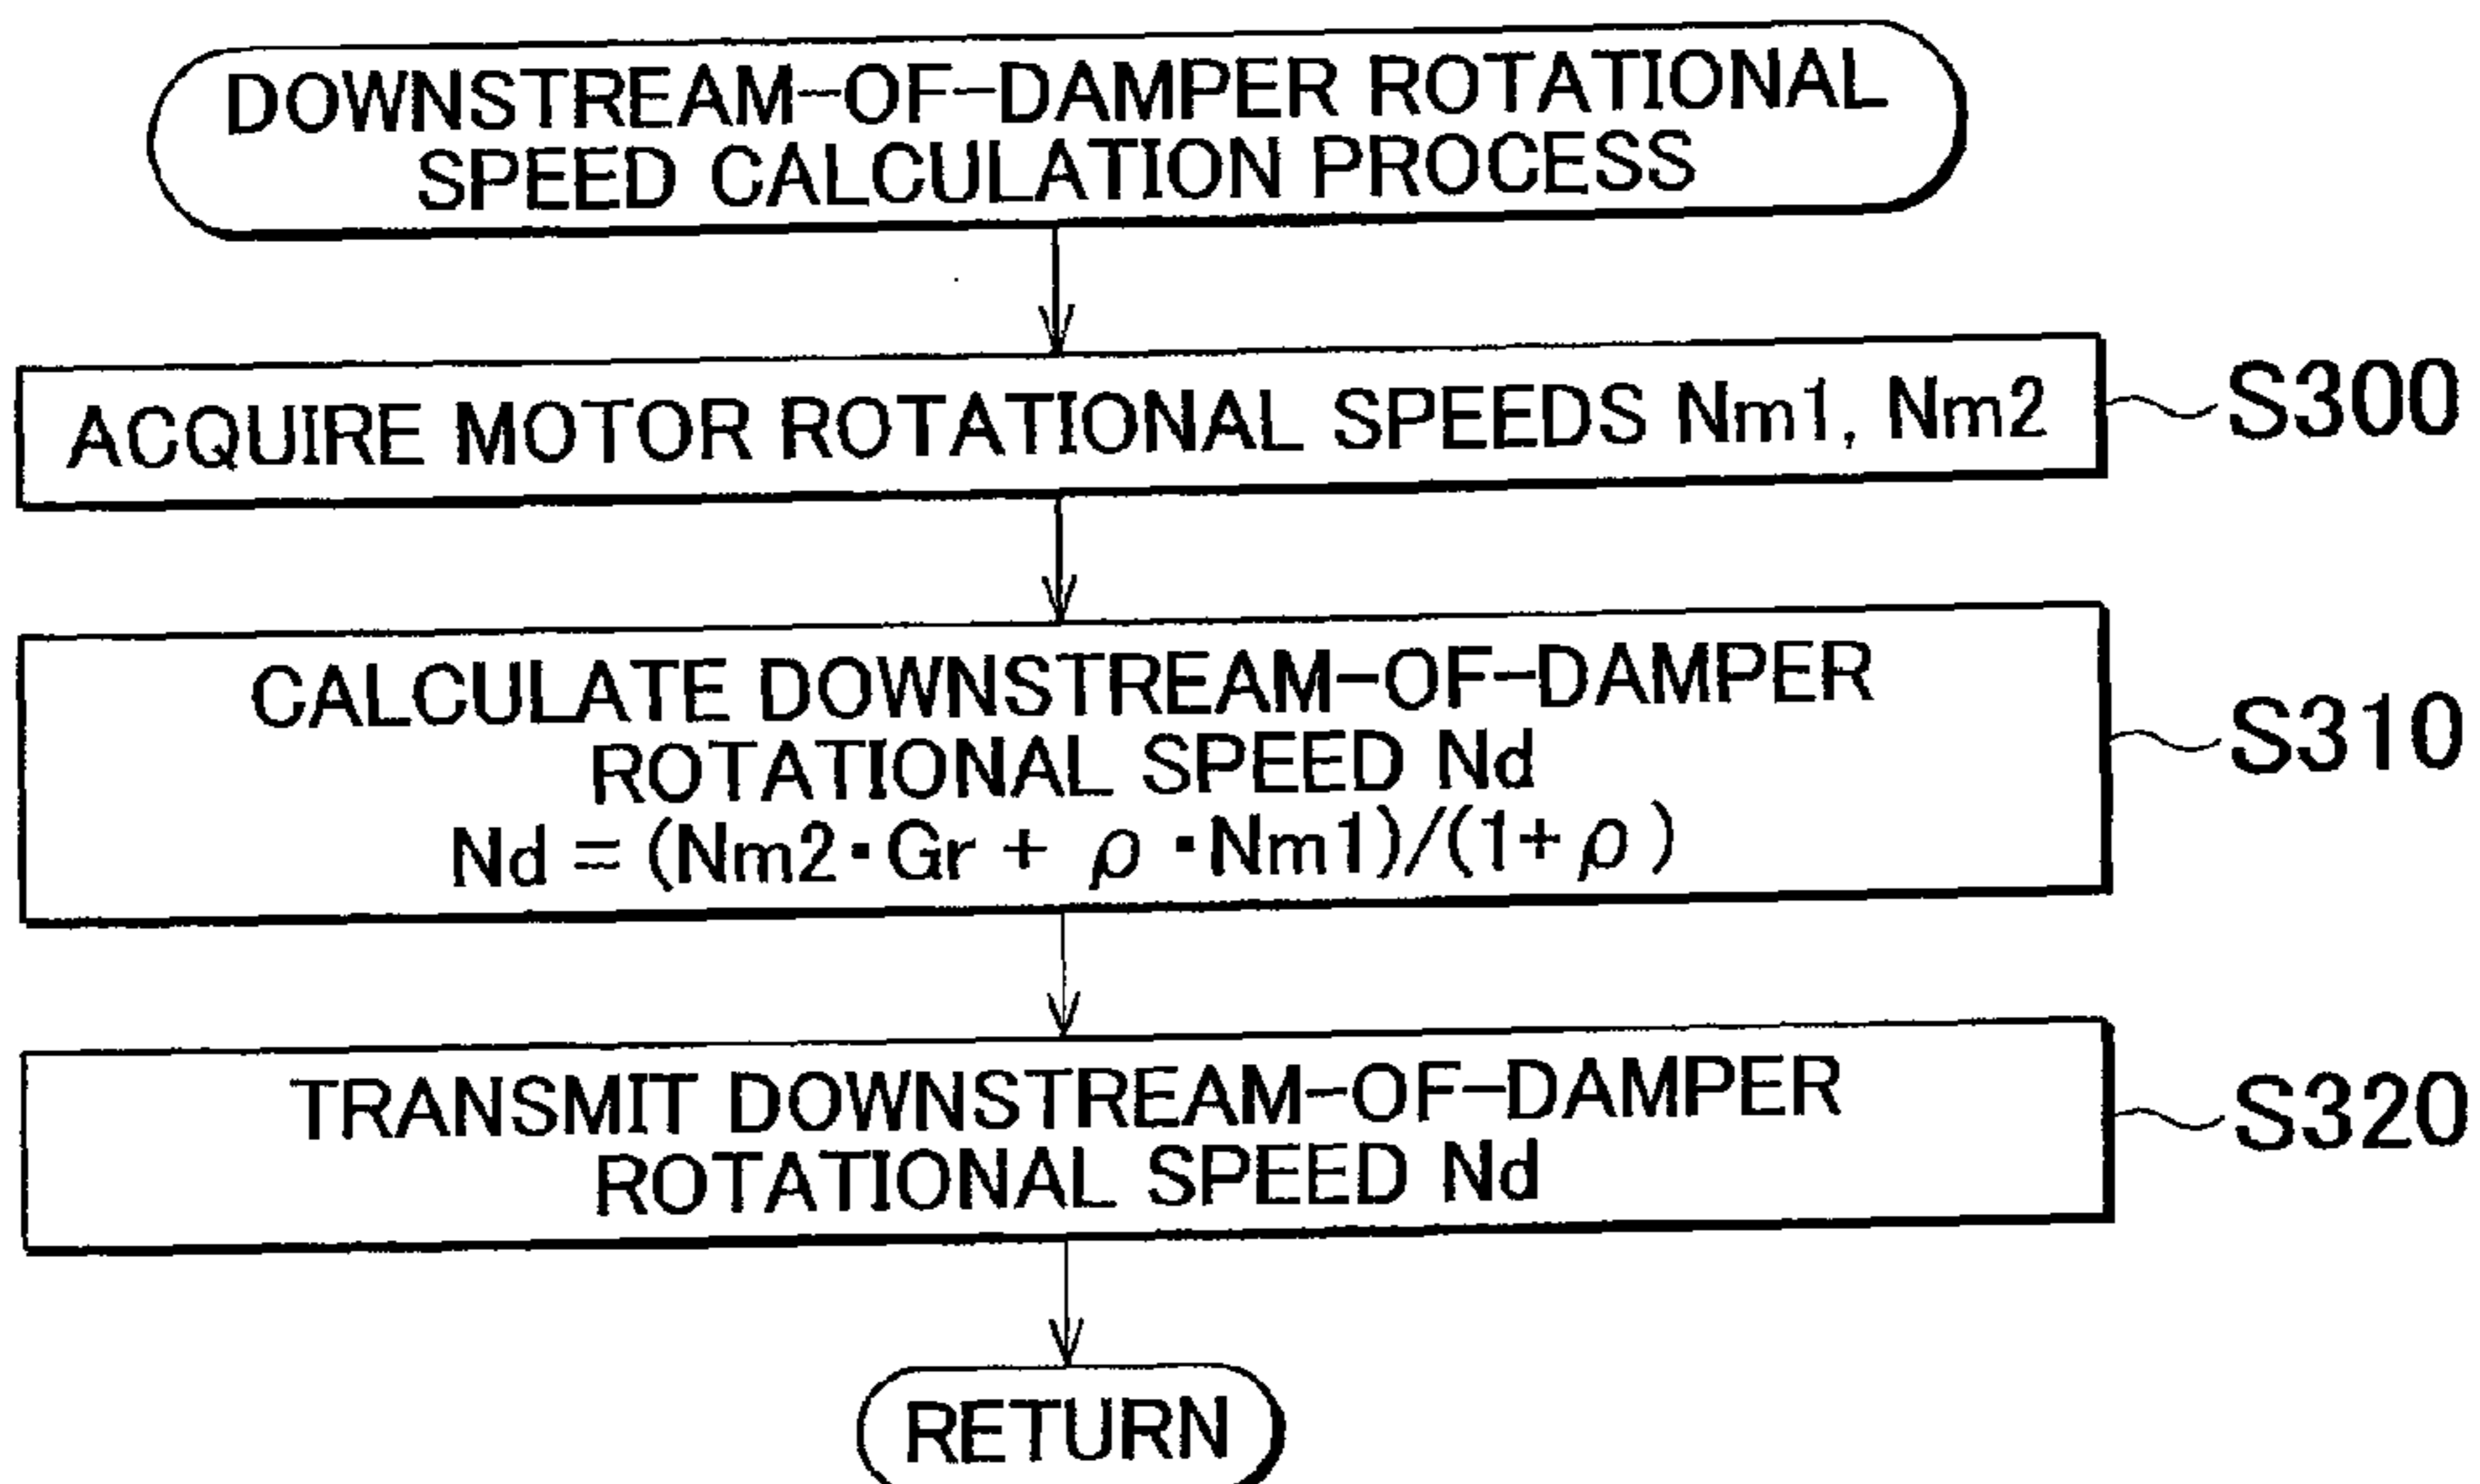 DOWNSTREAM-OF-DAMPER ROTATIONAL
SPEED CALCULATION PROCESS
ACQUIRE MOTOR ROTATIONAL SPEEDS Nm1, Nm2
S300
CALCULATE DOWNSTREAM-OF-DAMPER
ROTATIONAL SPEED Nd
Nd = (Nm2·Gr + ρ·Nm1)/(1+ρ)
S310
TRANSMIT DOWNSTREAM-OF-DAMPER
ROTATIONAL SPEED Nd
S320
RETURN